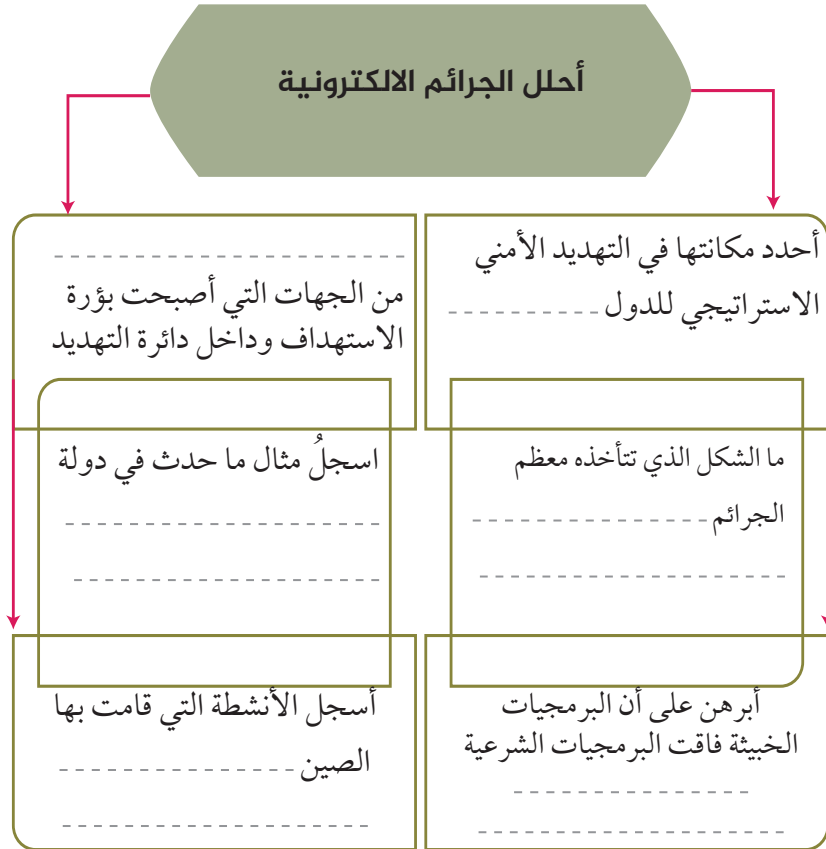 أحلل الجرائم الالكترونية
أحدد مكانتها في التهديد الأمني
الاستراتيجي للدول
من الجهات التي أصبحت بؤرة
الاستهداف وداخل دائرة التهديد
ما الشكل الذي تتأخذه معظم
الجرائم
اسجلُ مثال ما حدث في دولة
أبرهن على أن البرمجيات
الخبيثة فاقت البرمجيات الشرعية
أسجل الأنشطة التي قامت بها
الصين